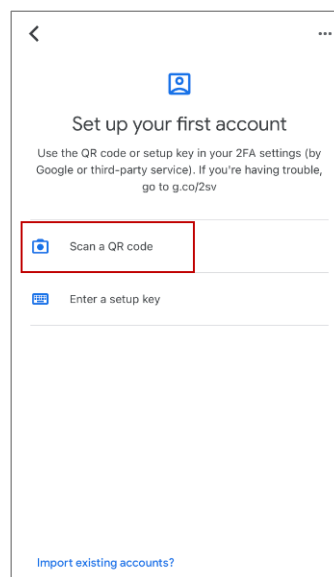 Set up your first account
Use the QR code or setup key in your 2FA settings (by
Google or third-party service). If you're having trouble,
go to g.co/2sv
Scan a QR code
Enter a setup key
Import existing accounts?